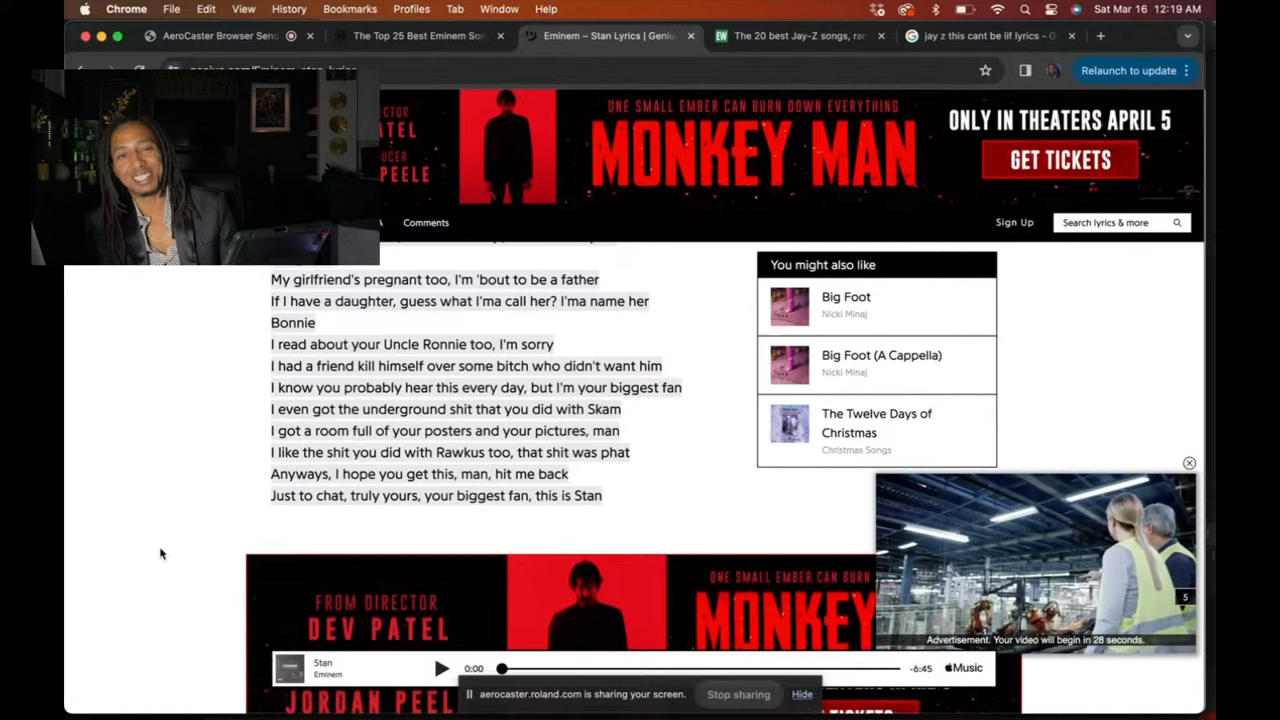 Chrome File Edit View History Bookmarks Profiles Tab Window Help Sat Mar 16 12:19 AM
AeroCaster Browser Send
The Top 25 Best Eminem Son
Eminem – Stan Lyrics | Genius
The 20 best Jay-Z songs, ran
jay z this cant be lif lyrics - G
genius.com/Eminem-stan-lyrics
Relaunch to update
PATEL
PEELE
ONE SMALL EMBER CAN BURN DOWN EVERYTHING
MONKEY MAN
ONLY IN THEATERS APRIL 5
GET TICKETS
Comments
Sign Up
Search lyrics & more
My girlfriend's pregnant too, I'm 'bout to be a father
If I have a daughter, guess what I'ma call her? I'ma name her
Bonnie
I read about your Uncle Ronnie too, I'm sorry
I had a friend kill himself over some bitch who didn't want him
I know you probably hear this every day, but I'm your biggest fan
I even got the underground shit that you did with Skam
I got a room full of your posters and your pictures, man
I like the shit you did with Rawkus too, that shit was phat
Anyways, I hope you get this, man, hit me back
Just to chat, truly yours, your biggest fan, this is Stan
You might also like
Big Foot
Nicki Minaj
Big Foot (A Cappella)
Nicki Minaj
The Twelve Days of
Christmas
Christmas Songs
5
Advertisement. Your video will begin in 28 seconds.
FROM DIRECTOR
DEV PATEL
ONE SMALL EMBER CAN BURN
MONKEY
Stan
Eminem
0:00
-6:45
Music
JORDAN PEEL
aerocaster.roland.com is sharing your screen.
Stop sharing
Hide